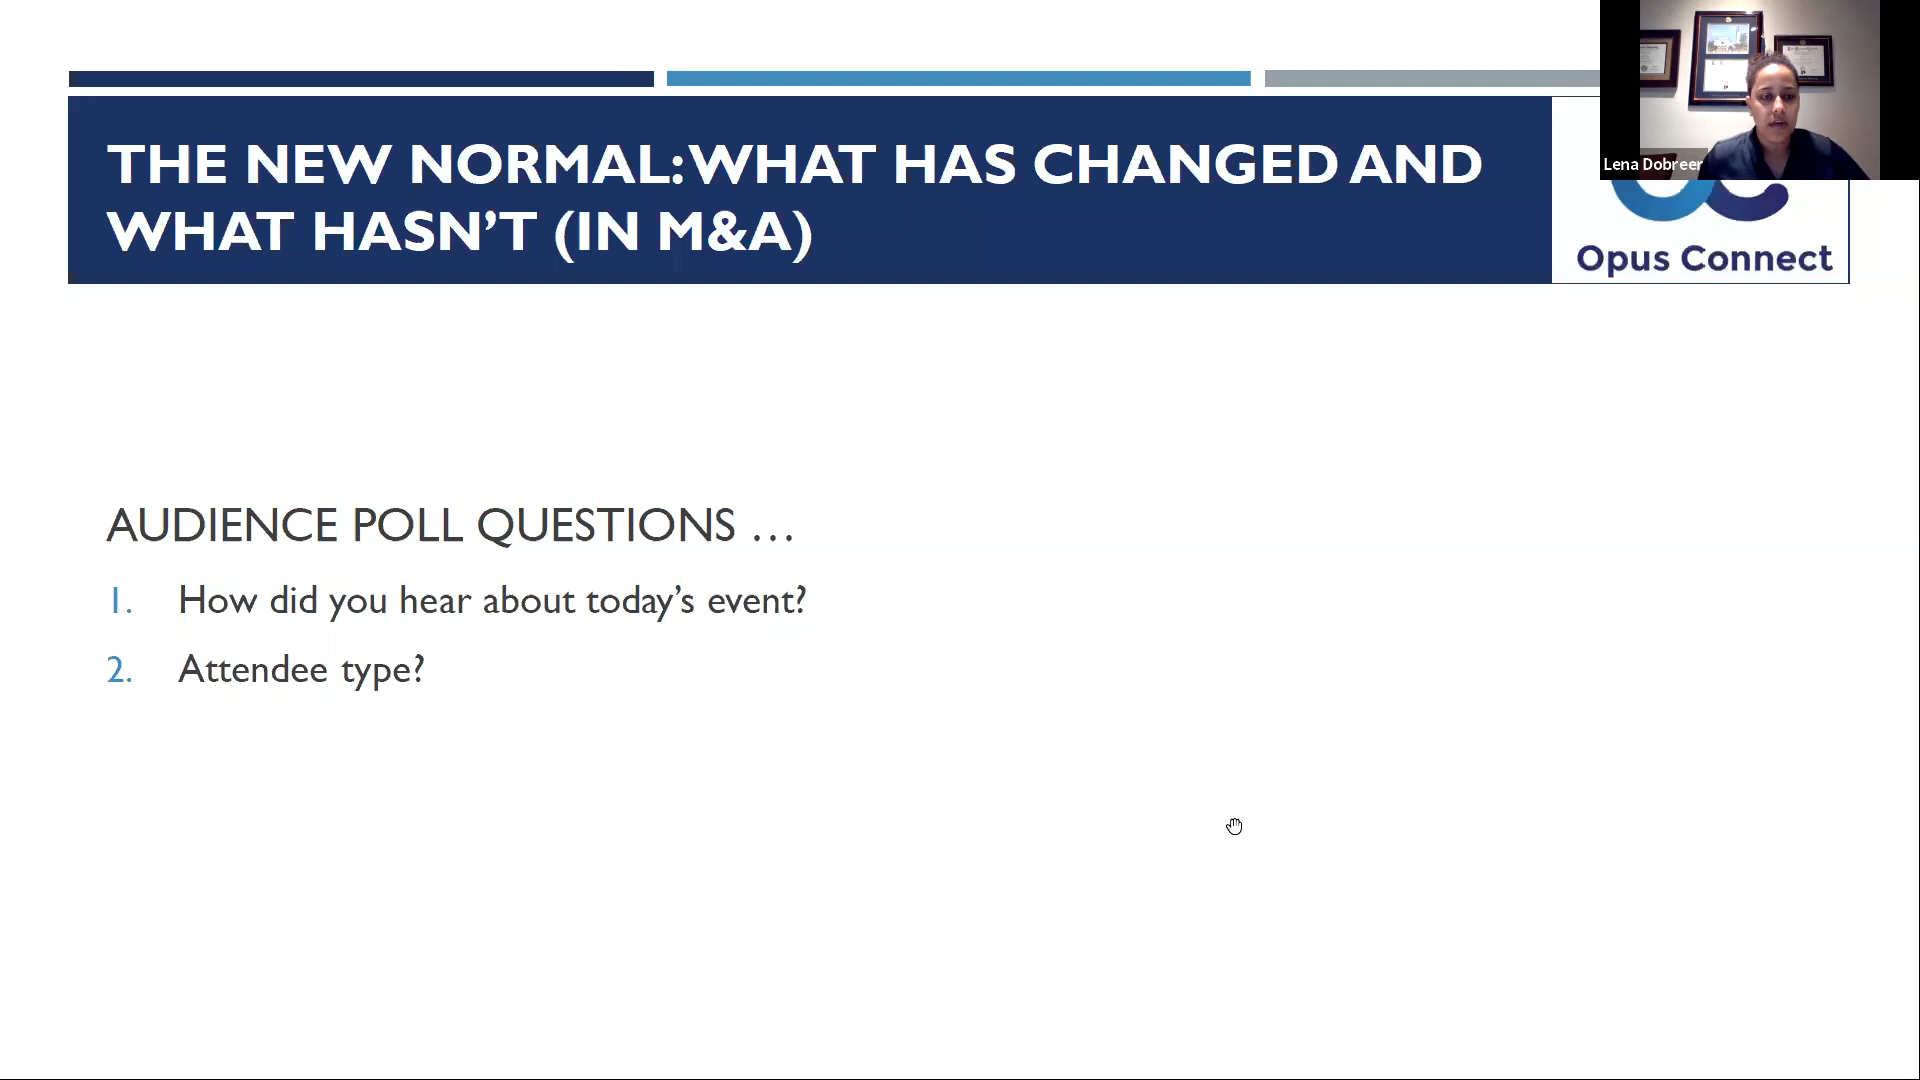 THE NEW NORMAL: WHAT HAS CHANGED AND
WHAT HASN’T (IN M&A)
Lena Dobreer
Opus Connect
AUDIENCE POLL QUESTIONS …
1. How did you hear about today’s event?
2. Attendee type?